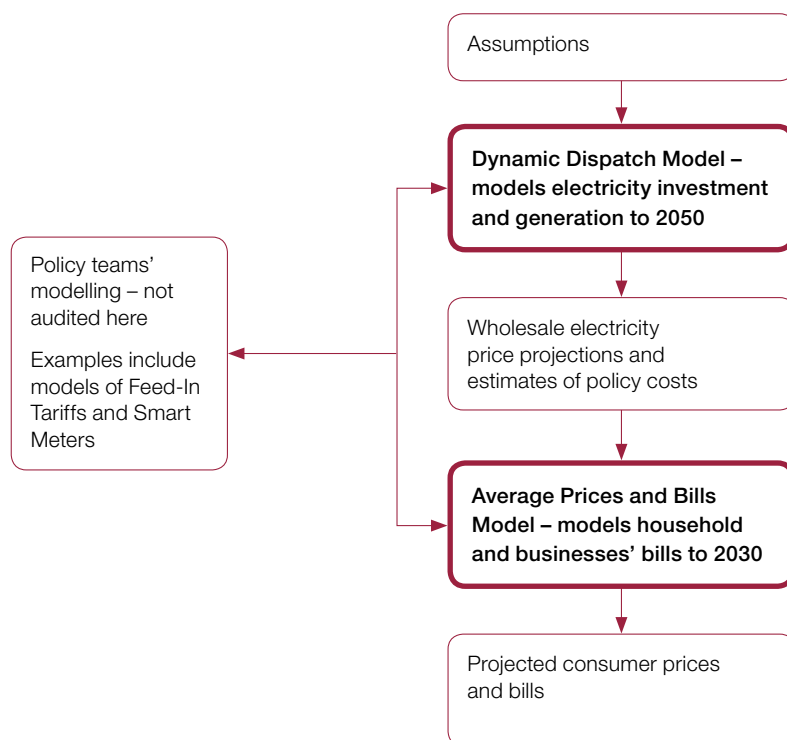 Assumptions
Dynamic Dispatch Model –
models electricity investment
and generation to 2050
Policy teams’
modelling – not
audited here
Examples include
models of Feed-In
Tariffs and Smart
Meters
Wholesale electricity
price projections and
estimates of policy costs
Average Prices and Bills
Model – models household
and businesses’ bills to 2030
Projected consumer prices
and bills